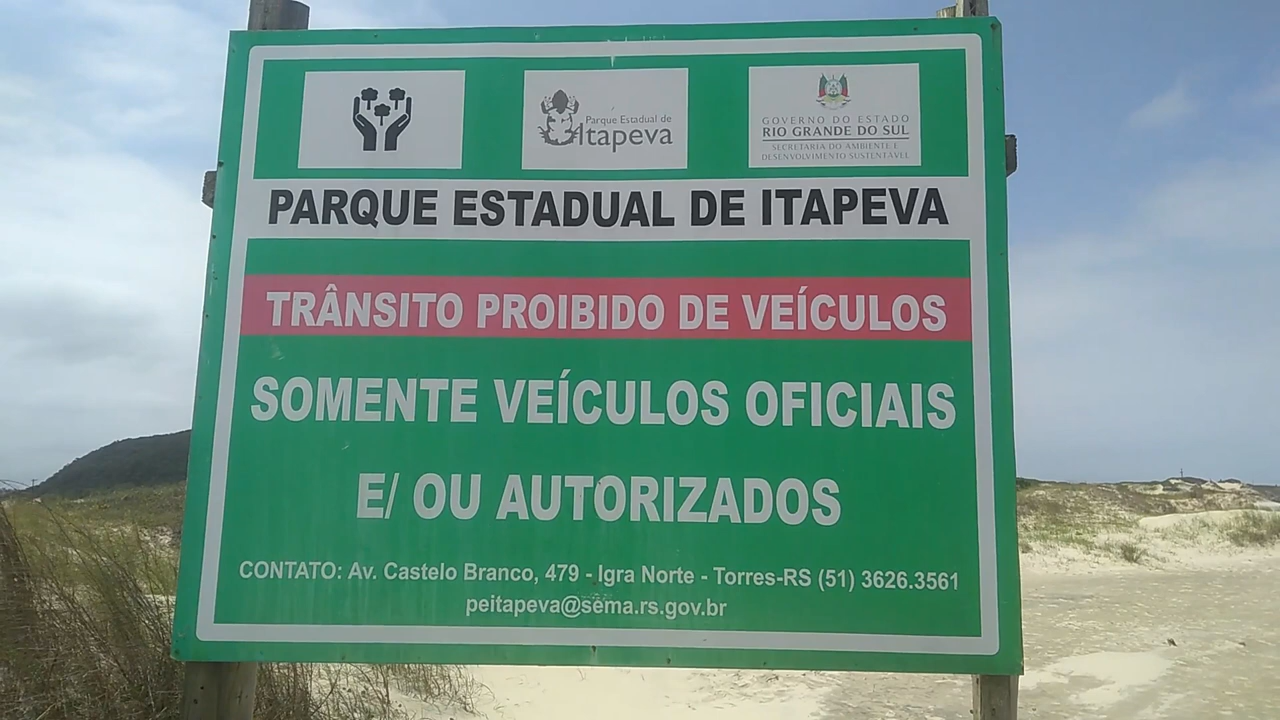 Parque Estadual de
Itapeva
GOVERNO DO ESTADO
RIO GRANDE DO SUL
SECRETARIA DO AMBIENTE E
DESENVOLVIMENTO SUSTENTÁVEL
PARQUE ESTADUAL DE ITAPEVA
TRÂNSITO PROIBIDO DE VEÍCULOS
SOMENTE VEÍCULOS OFICIAIS
E/ OU AUTORIZADOS
CONTATO: Av. Castelo Branco, 479 - Igra Norte - Torres-RS (51) 3626.3561
peitapeva@sema.rs.gov.br